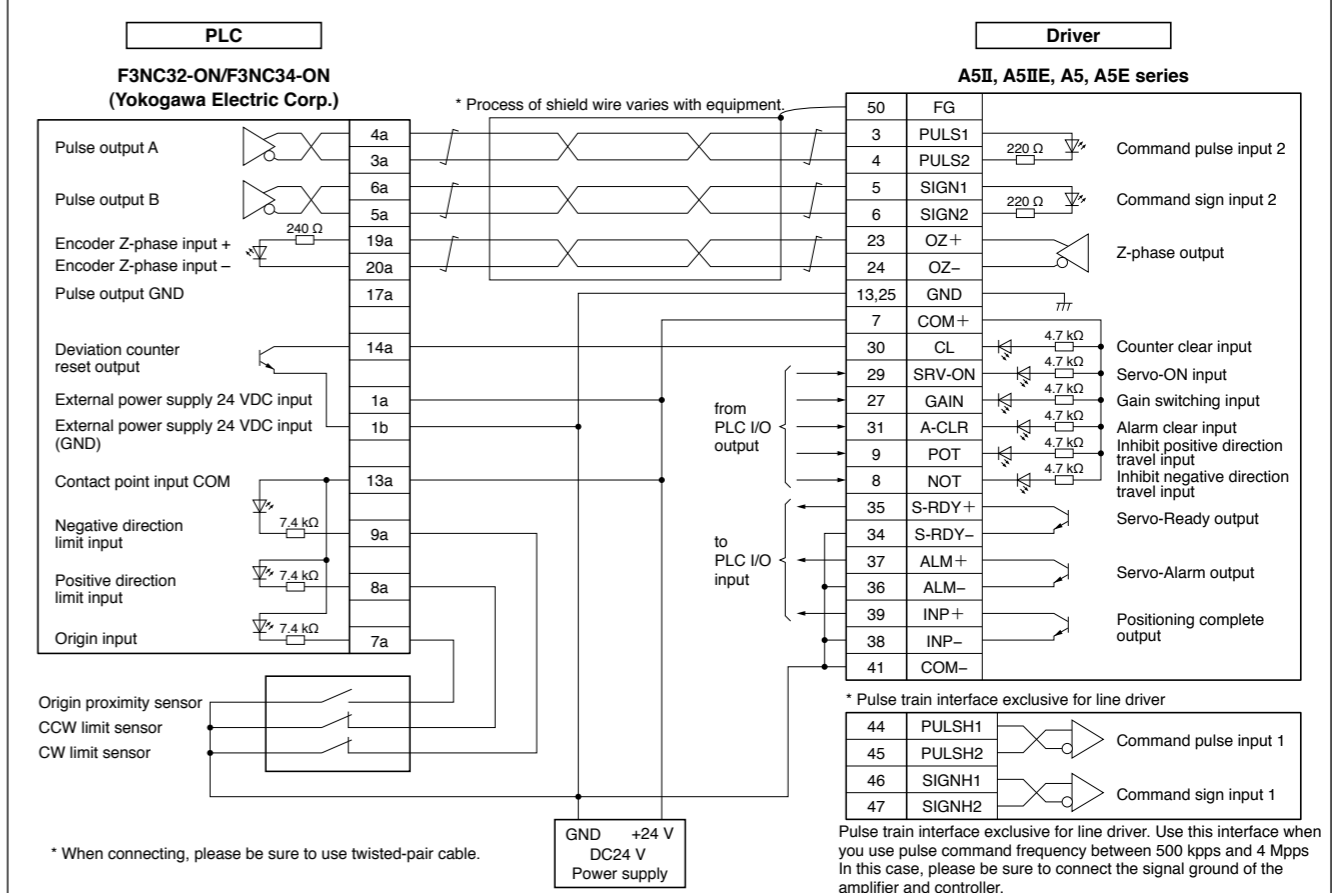 PLC
F3NC32-ON/F3NC34-ON
(Yokogawa Electric Corp.)
Driver
A5II, A5IIE, A5, A5E series
* Process of shield wire varies with equipment.
Pulse output A
4a
3a
Pulse output B
6a
5a
240 Ω
Encoder Z-phase input +
19a
Encoder Z-phase input –
20a
Pulse output GND
17a
Deviation counter
reset output
14a
External power supply 24 VDC input
1a
External power supply 24 VDC input
(GND)
1b
Contact point input COM
13a
Negative direction
limit input
7.4 kΩ
9a
Positive direction
limit input
7.4 kΩ
8a
Origin input
7.4 kΩ
7a
Origin proximity sensor
CCW limit sensor
CW limit sensor
* When connecting, please be sure to use twisted-pair cable.
GND +24 V
DC24 V
Power supply
from
PLC I/O
output
to
PLC I/O
input
50 FG
3 PULS1
4 PULS2
220 Ω
Command pulse input 2
5 SIGN1
6 SIGN2
220 Ω
Command sign input 2
23 OZ+
24 OZ–
Z-phase output
13,25 GND
7 COM+
30 CL 4.7 kΩ Counter clear input
29 SRV-ON 4.7 kΩ Servo-ON input
27 GAIN 4.7 kΩ Gain switching input
31 A-CLR 4.7 kΩ Alarm clear input
9 POT 4.7 kΩ Inhibit positive direction
travel input
8 NOT 4.7 kΩ Inhibit negative direction
travel input
35 S-RDY+
34 S-RDY–
Servo-Ready output
37 ALM+
36 ALM–
Servo-Alarm output
39 INP+
38 INP–
Positioning complete
output
41 COM–
* Pulse train interface exclusive for line driver
44 PULSH1
45 PULSH2
Command pulse input 1
46 SIGNH1
47 SIGNH2
Command sign input 1
Pulse train interface exclusive for line driver. Use this interface when
you use pulse command frequency between 500 kpps and 4 Mpps
In this case, please be sure to connect the signal ground of the
amplifier and controller.